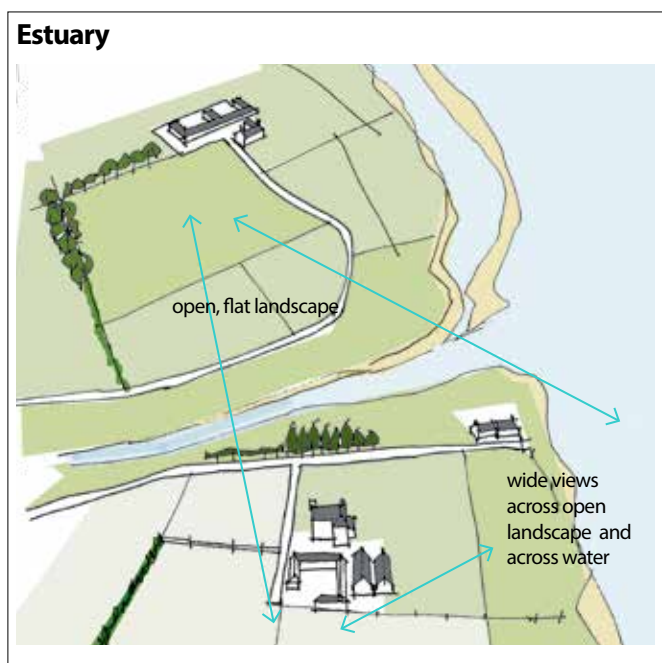 Estuary
open, flat landscape
wide views
across open
landscape and
across water